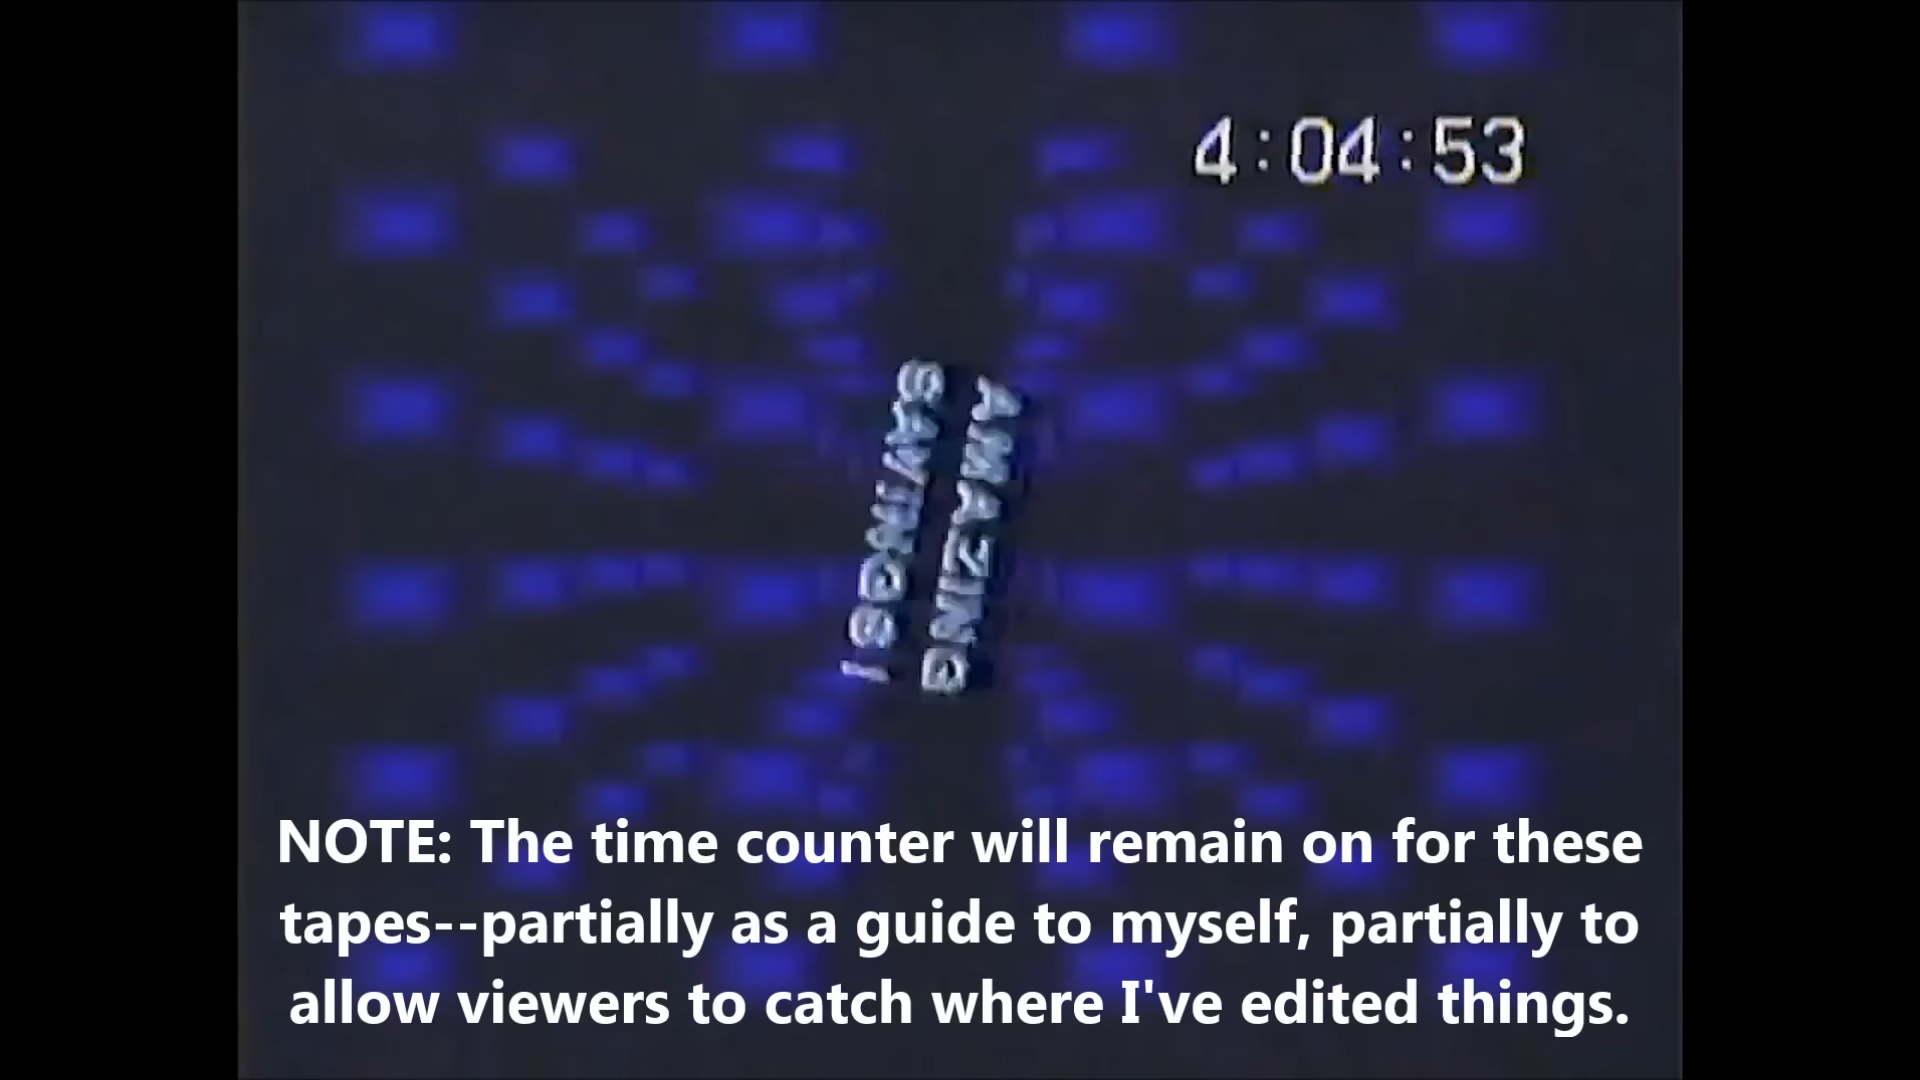 4:04:53
AMAZING
SAVINGS!
NOTE: The time counter will remain on for these
tapes--partially as a guide to myself, partially to
allow viewers to catch where I've edited things.